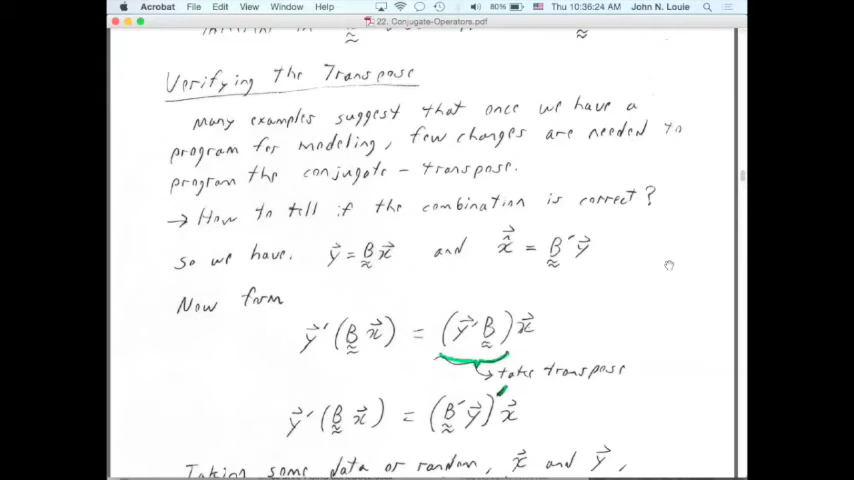 Acrobat File Edit View Window Help 80% Thu 10:36:24 AM John N. Louie
22. Conjugate-Operators.pdf
Verifying the Transpose
Many examples suggest that once we have a
program for modeling, few changes are needed to
program the conjugate - transpose.
→ How to tell if the combination is correct?
so we have. y⃗ = B x⃗ and x̂⃗ = B′ y⃗
Now form
y⃗′ (B x⃗) = (y⃗′ B) x⃗
take transpose
y⃗′ (B x⃗) = (B′ y⃗)′ x⃗
Taking some data or random, x⃗ and y⃗,